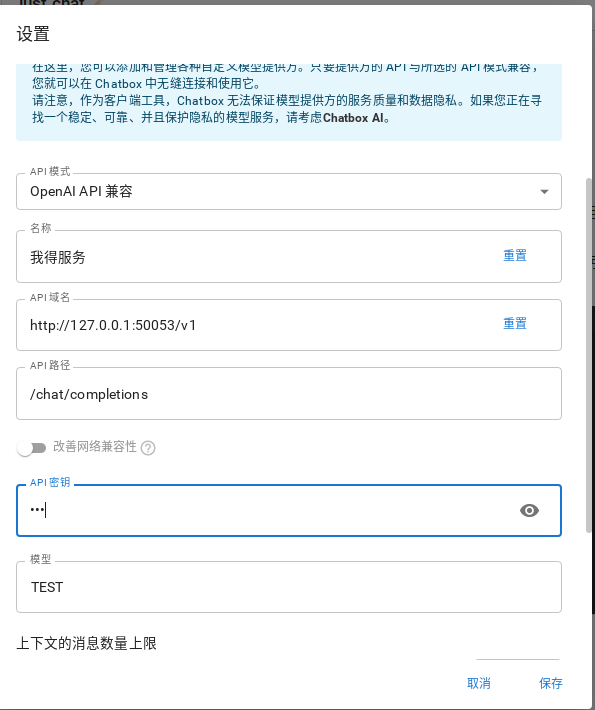 Just chat
设置
在这里，您可以添加和管理各种自定义模型提供方。只要提供方的 API 与所选的 API 模式兼容，
您就可以在 Chatbox 中无缝连接和使用它。
请注意，作为客户端工具，Chatbox 无法保证模型提供方的服务质量和数据隐私。如果您正在寻
找一个稳定、可靠、并且保护隐私的模型服务，请考虑Chatbox AI。
API 模式
OpenAI API 兼容
名称
我得服务
重置
API 域名
http://127.0.0.1:50053/v1
重置
API 路径
/chat/completions
改善网络兼容性
API 密钥
•••
模型
TEST
上下文的消息数量上限
取消
保存